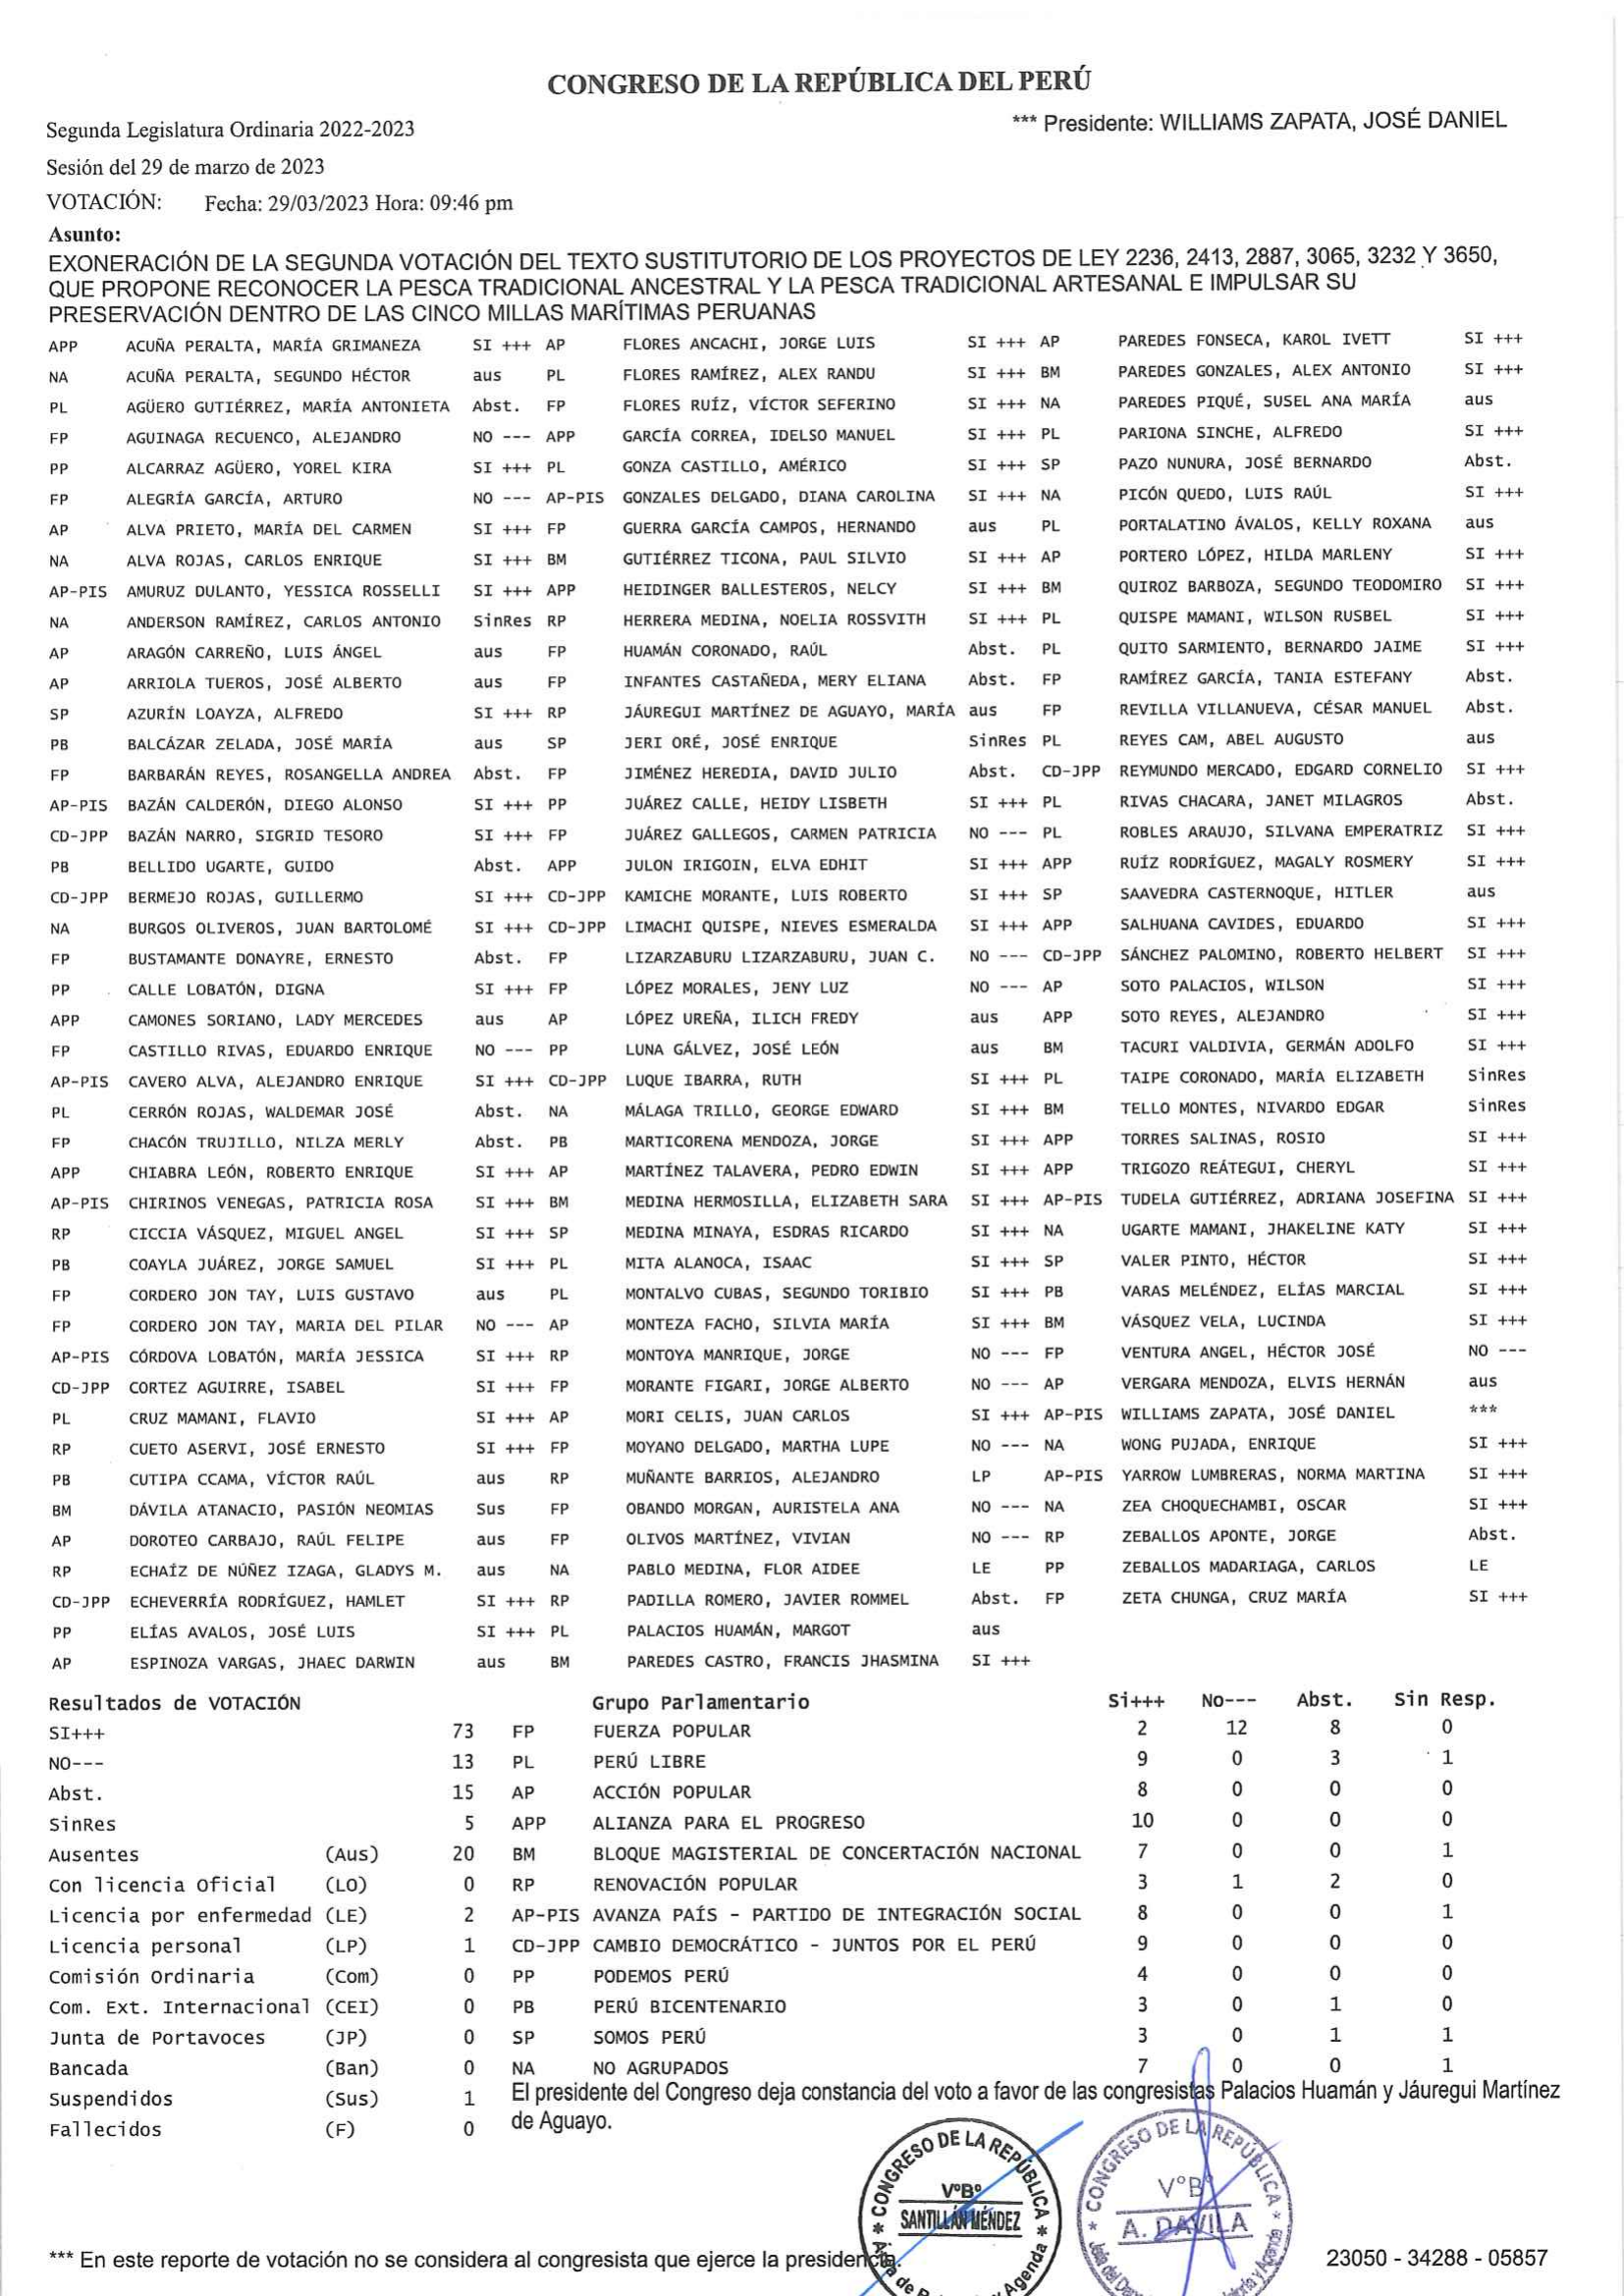 CONGRESO DE LA REPÚBLICA DEL PERÚ
Segunda Legislatura Ordinaria 2022-2023
*** Presidente: WILLIAMS ZAPATA, JOSÉ DANIEL
Sesión del 29 de marzo de 2023
VOTACIÓN: Fecha: 29/03/2023 Hora: 09:46 pm
Asunto:
EXONERACIÓN DE LA SEGUNDA VOTACIÓN DEL TEXTO SUSTITUTORIO DE LOS PROYECTOS DE LEY 2236, 2413, 2887, 3065, 3232 Y 3650,
QUE PROPONE RECONOCER LA PESCA TRADICIONAL ANCESTRAL Y LA PESCA TRADICIONAL ARTESANAL E IMPULSAR SU
PRESERVACIÓN DENTRO DE LAS CINCO MILLAS MARÍTIMAS PERUANAS
APP ACUÑA PERALTA, MARÍA GRIMANEZA SI +++ AP FLORES ANCACHI, JORGE LUIS SI +++ AP PAREDES FONSECA, KAROL IVETT SI +++
NA ACUÑA PERALTA, SEGUNDO HÉCTOR aus PL FLORES RAMÍREZ, ALEX RANDU SI +++ BM PAREDES GONZALES, ALEX ANTONIO SI +++
PL AGÜERO GUTIÉRREZ, MARÍA ANTONIETA Abst. FP FLORES RUÍZ, VÍCTOR SEFERINO SI +++ NA PAREDES PIQUÉ, SUSEL ANA MARÍA aus
FP AGUINAGA RECUENCO, ALEJANDRO NO --- APP GARCÍA CORREA, IDELSO MANUEL SI +++ PL PARIONA SINCHE, ALFREDO SI +++
PP ALCARRAZ AGÜERO, YOREL KIRA SI +++ PL GONZA CASTILLO, AMÉRICO SI +++ SP PAZO NUNURA, JOSÉ BERNARDO Abst.
FP ALEGRÍA GARCÍA, ARTURO NO --- AP-PIS GONZALES DELGADO, DIANA CAROLINA SI +++ NA PICÓN QUEDO, LUIS RAÚL SI +++
AP ALVA PRIETO, MARÍA DEL CARMEN SI +++ FP GUERRA GARCÍA CAMPOS, HERNANDO aus PL PORTALATINO ÁVALOS, KELLY ROXANA aus
NA ALVA ROJAS, CARLOS ENRIQUE SI +++ BM GUTIÉRREZ TICONA, PAUL SILVIO SI +++ AP PORTERO LÓPEZ, HILDA MARLENY SI +++
AP-PIS AMURUZ DULANTO, YESSICA ROSSELLI SI +++ APP HEIDINGER BALLESTEROS, NELCY SI +++ BM QUIROZ BARBOZA, SEGUNDO TEODOMIRO SI +++
NA ANDERSON RAMÍREZ, CARLOS ANTONIO SinRes RP HERRERA MEDINA, NOELIA ROSSVITH SI +++ PL QUISPE MAMANI, WILSON RUSBEL SI +++
AP ARAGÓN CARREÑO, LUIS ÁNGEL aus FP HUAMÁN CORONADO, RAÚL Abst. PL QUITO SARMIENTO, BERNARDO JAIME SI +++
AP ARRIOLA TUEROS, JOSÉ ALBERTO aus FP INFANTES CASTAÑEDA, MERY ELIANA Abst. FP RAMÍREZ GARCÍA, TANIA ESTEFANY Abst.
SP AZURÍN LOAYZA, ALFREDO SI +++ RP JÁUREGUI MARTÍNEZ DE AGUAYO, MARÍA aus FP REVILLA VILLANUEVA, CÉSAR MANUEL Abst.
PB BALCÁZAR ZELADA, JOSÉ MARÍA aus SP JERI ORÉ, JOSÉ ENRIQUE SinRes PL REYES CAM, ABEL AUGUSTO aus
FP BARBARÁN REYES, ROSANGELLA ANDREA Abst. FP JIMÉNEZ HEREDIA, DAVID JULIO Abst. CD-JPP REYMUNDO MERCADO, EDGARD CORNELIO SI +++
AP-PIS BAZÁN CALDERÓN, DIEGO ALONSO SI +++ PP JUÁREZ CALLE, HEIDY LISBETH SI +++ PL RIVAS CHACARA, JANET MILAGROS Abst.
CD-JPP BAZÁN NARRO, SIGRID TESORO SI +++ FP JUÁREZ GALLEGOS, CARMEN PATRICIA NO --- PL ROBLES ARAUJO, SILVANA EMPERATRIZ SI +++
PB BELLIDO UGARTE, GUIDO Abst. APP JULON IRIGOIN, ELVA EDHIT SI +++ APP RUÍZ RODRÍGUEZ, MAGALY ROSMERY SI +++
CD-JPP BERMEJO ROJAS, GUILLERMO SI +++ CD-JPP KAMICHE MORANTE, LUIS ROBERTO SI +++ SP SAAVEDRA CASTERNOQUE, HITLER aus
NA BURGOS OLIVEROS, JUAN BARTOLOMÉ SI +++ CD-JPP LIMACHI QUISPE, NIEVES ESMERALDA SI +++ APP SALHUANA CAVIDES, EDUARDO SI +++
FP BUSTAMANTE DONAYRE, ERNESTO Abst. FP LIZARZABURU LIZARZABURU, JUAN C. NO --- CD-JPP SÁNCHEZ PALOMINO, ROBERTO HELBERT SI +++
PP CALLE LOBATÓN, DIGNA SI +++ FP LÓPEZ MORALES, JENY LUZ NO --- AP SOTO PALACIOS, WILSON SI +++
APP CAMONES SORIANO, LADY MERCEDES aus AP LÓPEZ UREÑA, ILICH FREDY aus APP SOTO REYES, ALEJANDRO SI +++
FP CASTILLO RIVAS, EDUARDO ENRIQUE NO --- PP LUNA GÁLVEZ, JOSÉ LEÓN aus BM TACURI VALDIVIA, GERMÁN ADOLFO SI +++
AP-PIS CAVERO ALVA, ALEJANDRO ENRIQUE SI +++ CD-JPP LUQUE IBARRA, RUTH SI +++ PL TAIPE CORONADO, MARÍA ELIZABETH SinRes
PL CERRÓN ROJAS, WALDEMAR JOSÉ Abst. NA MÁLAGA TRILLO, GEORGE EDWARD SI +++ BM TELLO MONTES, NIVARDO EDGAR SinRes
FP CHACÓN TRUJILLO, NILZA MERLY Abst. PB MARTICORENA MENDOZA, JORGE SI +++ APP TORRES SALINAS, ROSIO SI +++
APP CHIABRA LEÓN, ROBERTO ENRIQUE SI +++ AP MARTÍNEZ TALAVERA, PEDRO EDWIN SI +++ APP TRIGOZO REÁTEGUI, CHERYL SI +++
AP-PIS CHIRINOS VENEGAS, PATRICIA ROSA SI +++ BM MEDINA HERMOSILLA, ELIZABETH SARA SI +++ AP-PIS TUDELA GUTIÉRREZ, ADRIANA JOSEFINA SI +++
RP CICCIA VÁSQUEZ, MIGUEL ANGEL SI +++ SP MEDINA MINAYA, ESDRAS RICARDO SI +++ NA UGARTE MAMANI, JHAKELINE KATY SI +++
PB COAYLA JUÁREZ, JORGE SAMUEL SI +++ PL MITA ALANOCA, ISAAC SI +++ SP VALER PINTO, HÉCTOR SI +++
FP CORDERO JON TAY, LUIS GUSTAVO aus PL MONTALVO CUBAS, SEGUNDO TORIBIO SI +++ PB VARAS MELÉNDEZ, ELÍAS MARCIAL SI +++
FP CORDERO JON TAY, MARIA DEL PILAR NO --- AP MONTEZA FACHO, SILVIA MARÍA SI +++ BM VÁSQUEZ VELA, LUCINDA SI +++
AP-PIS CÓRDOVA LOBATÓN, MARÍA JESSICA SI +++ RP MONTOYA MANRIQUE, JORGE NO --- FP VENTURA ANGEL, HÉCTOR JOSÉ NO ---
CD-JPP CORTEZ AGUIRRE, ISABEL SI +++ FP MORANTE FIGARI, JORGE ALBERTO NO --- AP VERGARA MENDOZA, ELVIS HERNÁN aus
PL CRUZ MAMANI, FLAVIO SI +++ AP MORI CELIS, JUAN CARLOS SI +++ AP-PIS WILLIAMS ZAPATA, JOSÉ DANIEL ***
RP CUETO ASERVI, JOSÉ ERNESTO SI +++ FP MOYANO DELGADO, MARTHA LUPE NO --- NA WONG PUJADA, ENRIQUE SI +++
PB CUTIPA CCAMA, VÍCTOR RAÚL aus RP MUÑANTE BARRIOS, ALEJANDRO LP AP-PIS YARROW LUMBRERAS, NORMA MARTINA SI +++
BM DÁVILA ATANACIO, PASIÓN NEOMIAS Sus FP OBANDO MORGAN, AURISTELA ANA NO --- NA ZEA CHOQUECHAMBI, OSCAR SI +++
AP DOROTEO CARBAJO, RAÚL FELIPE aus FP OLIVOS MARTÍNEZ, VIVIAN NO --- RP ZEBALLOS APONTE, JORGE Abst.
RP ECHAÍZ DE NÚÑEZ IZAGA, GLADYS M. aus NA PABLO MEDINA, FLOR AIDEE LE PP ZEBALLOS MADARIAGA, CARLOS LE
CD-JPP ECHEVERRÍA RODRÍGUEZ, HAMLET SI +++ RP PADILLA ROMERO, JAVIER ROMMEL Abst. FP ZETA CHUNGA, CRUZ MARÍA SI +++
PP ELÍAS AVALOS, JOSÉ LUIS SI +++ PL PALACIOS HUAMÁN, MARGOT aus
AP ESPINOZA VARGAS, JHAEC DARWIN aus BM PAREDES CASTRO, FRANCIS JHASMINA SI +++
Resultados de VOTACIÓN Grupo Parlamentario Si+++ No--- Abst. Sin Resp.
SI+++ 73 FP FUERZA POPULAR 2 12 8 0
NO--- 13 PL PERÚ LIBRE 9 0 3 1
Abst. 15 AP ACCIÓN POPULAR 8 0 0 0
SinRes 5 APP ALIANZA PARA EL PROGRESO 10 0 0 0
Ausentes (Aus) 20 BM BLOQUE MAGISTERIAL DE CONCERTACIÓN NACIONAL 7 0 0 1
Con licencia Oficial (LO) 0 RP RENOVACIÓN POPULAR 3 1 2 0
Licencia por enfermedad (LE) 2 AP-PIS AVANZA PAÍS - PARTIDO DE INTEGRACIÓN SOCIAL 8 0 0 1
Licencia personal (LP) 1 CD-JPP CAMBIO DEMOCRÁTICO - JUNTOS POR EL PERÚ 9 0 0 0
Comisión Ordinaria (Com) 0 PP PODEMOS PERÚ 4 0 0 0
Com. Ext. Internacional (CEI) 0 PB PERÚ BICENTENARIO 3 0 1 0
Junta de Portavoces (JP) 0 SP SOMOS PERÚ 3 0 1 1
Bancada (Ban) 0 NA NO AGRUPADOS 7 0 0 1
Suspendidos (Sus) 1 El presidente del Congreso deja constancia del voto a favor de las congresistas Palacios Huamán y Jáuregui Martínez
Fallecidos (F) 0 de Aguayo.
CONGRESO DE LA REPÚBLICA
V°B°
SANTILLÁN MÉNDEZ
CONGRESO DE LA REPÚBLICA
V°B°
A. DAVILA
*** En este reporte de votación no se considera al congresista que ejerce la presidencia.
23050 - 34288 - 05857